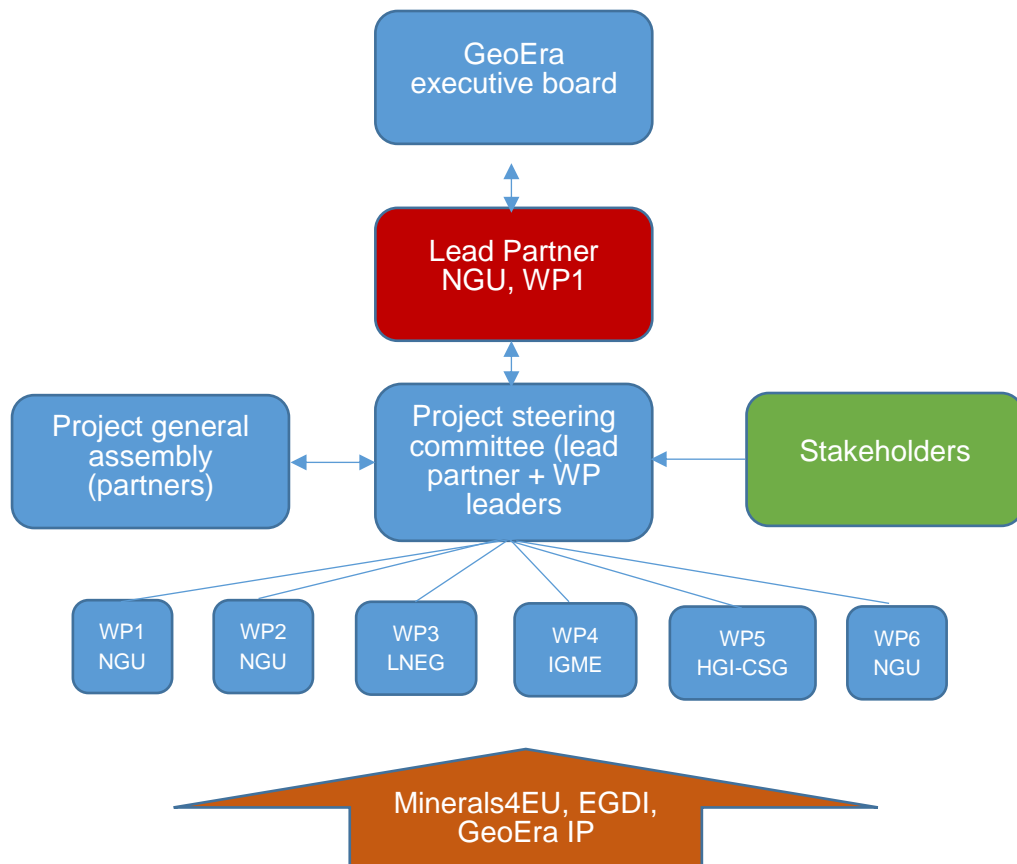 GeoEra
executive board
Lead Partner
NGU, WP1
Project general
assembly
(partners)
Project steering
committee (lead
partner + WP
leaders
Stakeholders
WP1
NGU
WP2
NGU
WP3
LNEG
WP4
IGME
WP5
HGI-CSG
WP6
NGU
Minerals4EU, EGDI,
GeoEra IP